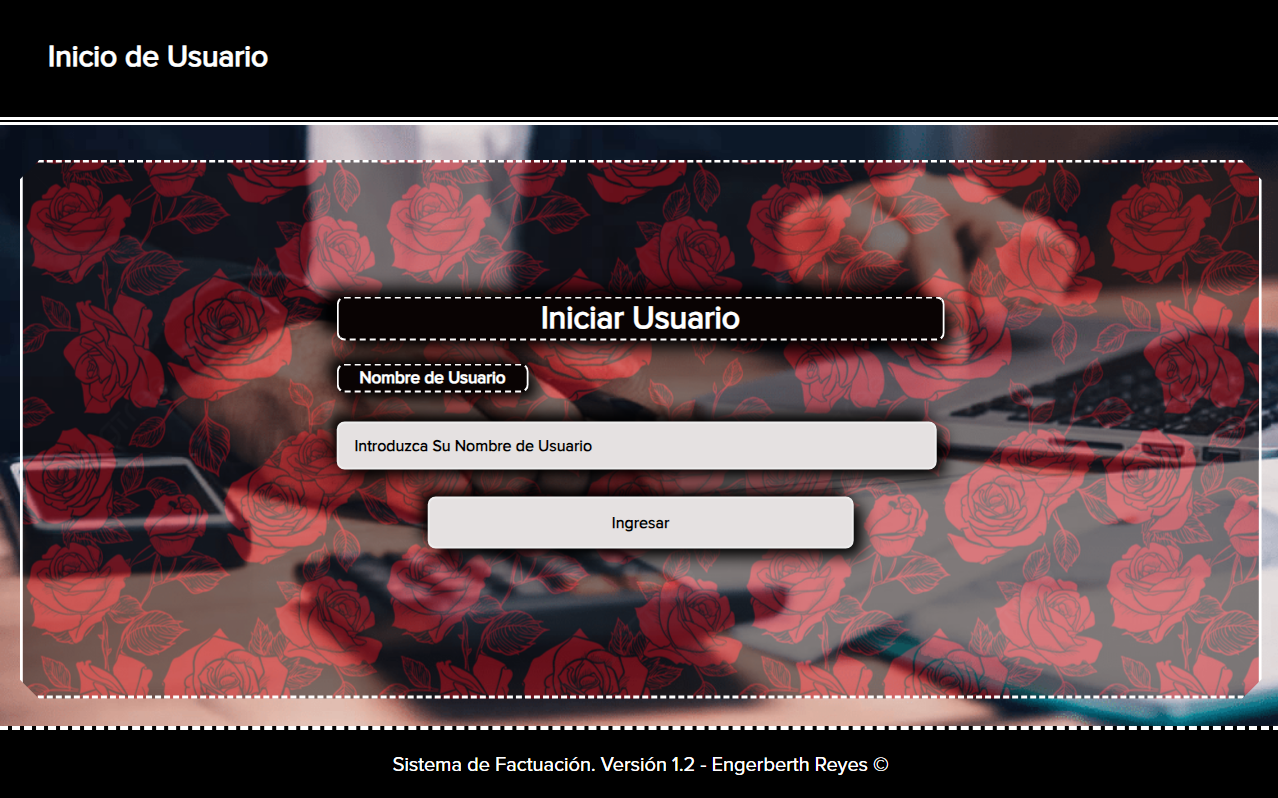 Inicio de Usuario
Iniciar Usuario
Nombre de Usuario
Introduzca Su Nombre de Usuario
Ingresar
Sistema de Factuación. Versión 1.2 - Engerberth Reyes ©